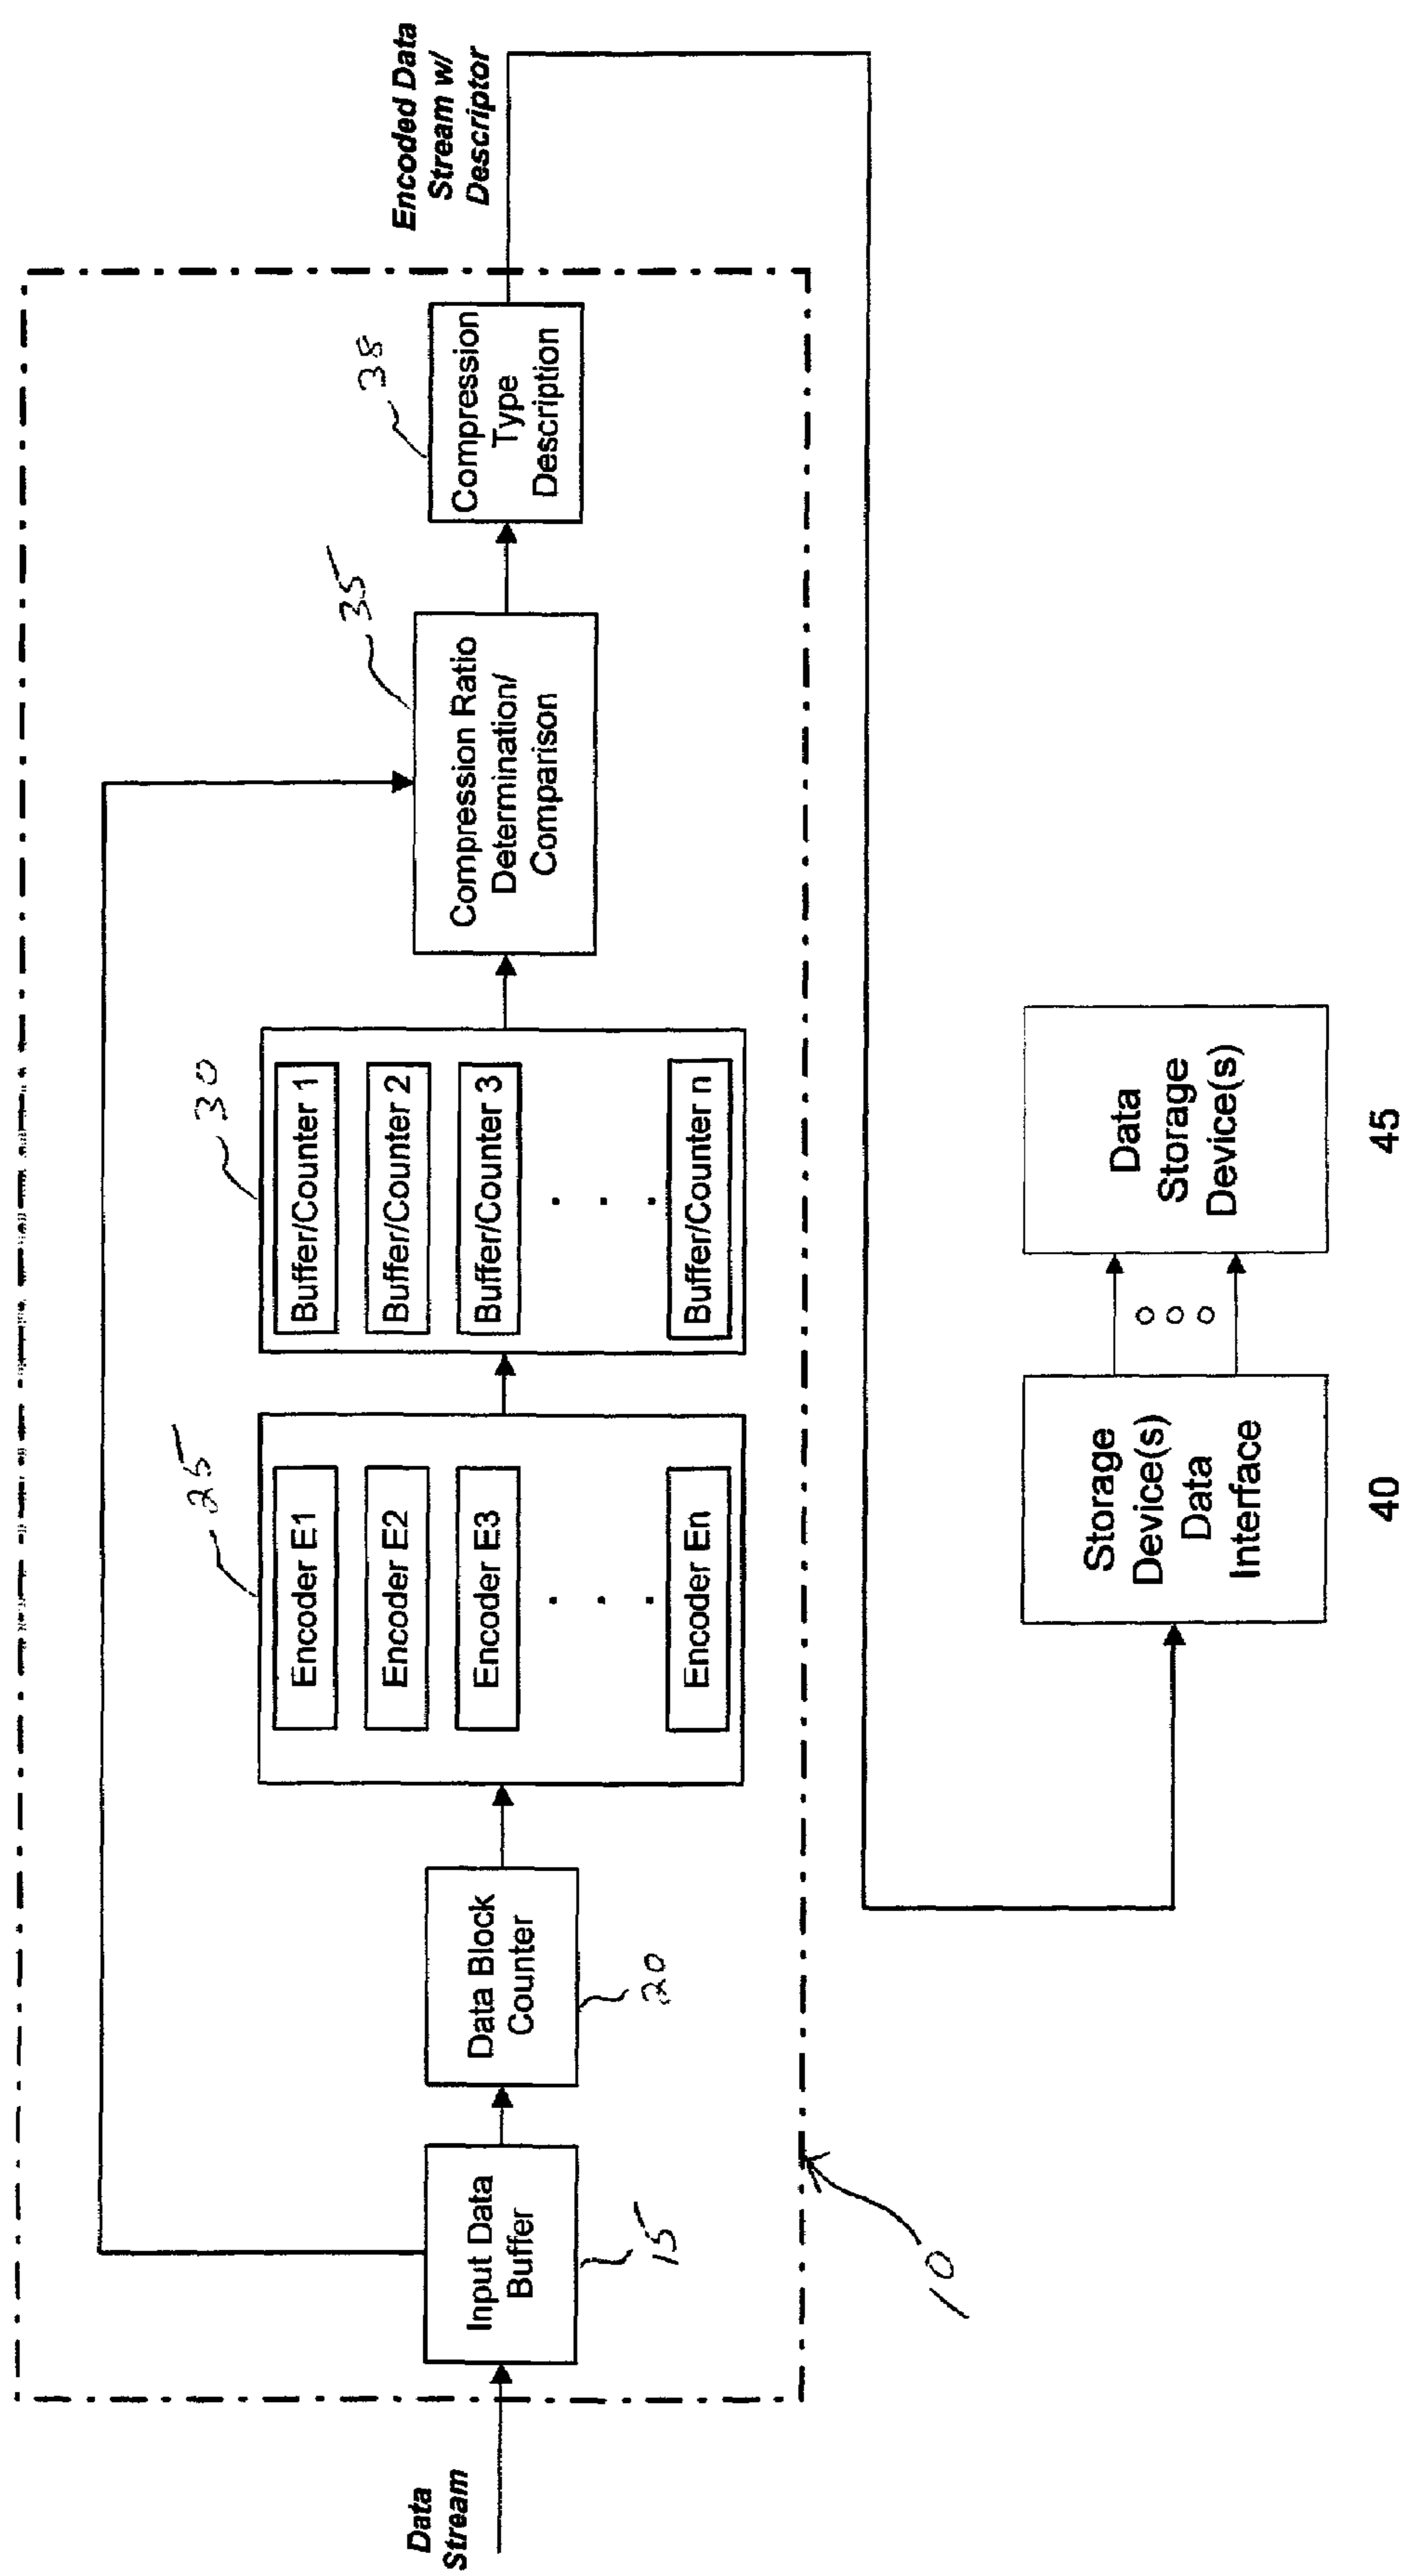 Data
Stream
Input Data
Buffer
15
Data Block
Counter
20
25
Encoder E1
Encoder E2
Encoder E3
. . .
Encoder En
30
Buffer/Counter 1
Buffer/Counter 2
Buffer/Counter 3
. . .
Buffer/Counter n
35
Compression Ratio
Determination/
Comparison
38
Compression
Type
Description
Encoded Data
Stream w/
Descriptor
10
Storage
Device(s)
Data
Interface
40
Data
Storage
Device(s)
45